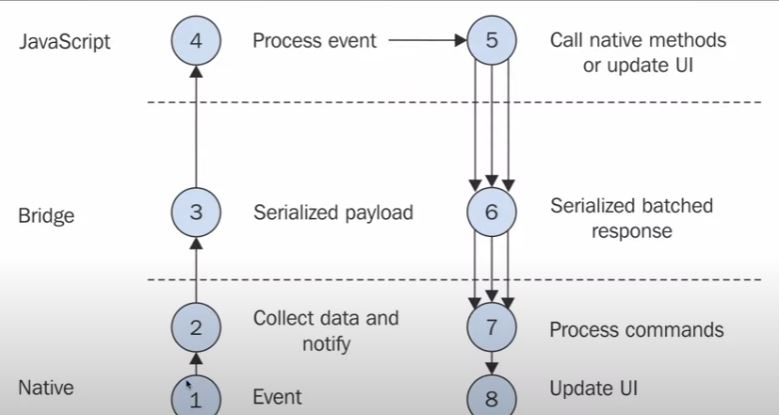 JavaScript
4
Process event
5
Call native methods
or update UI
Bridge
3
Serialized payload
6
Serialized batched
response
2
Collect data and
notify
7
Process commands
Native
1
Event
8
Update UI